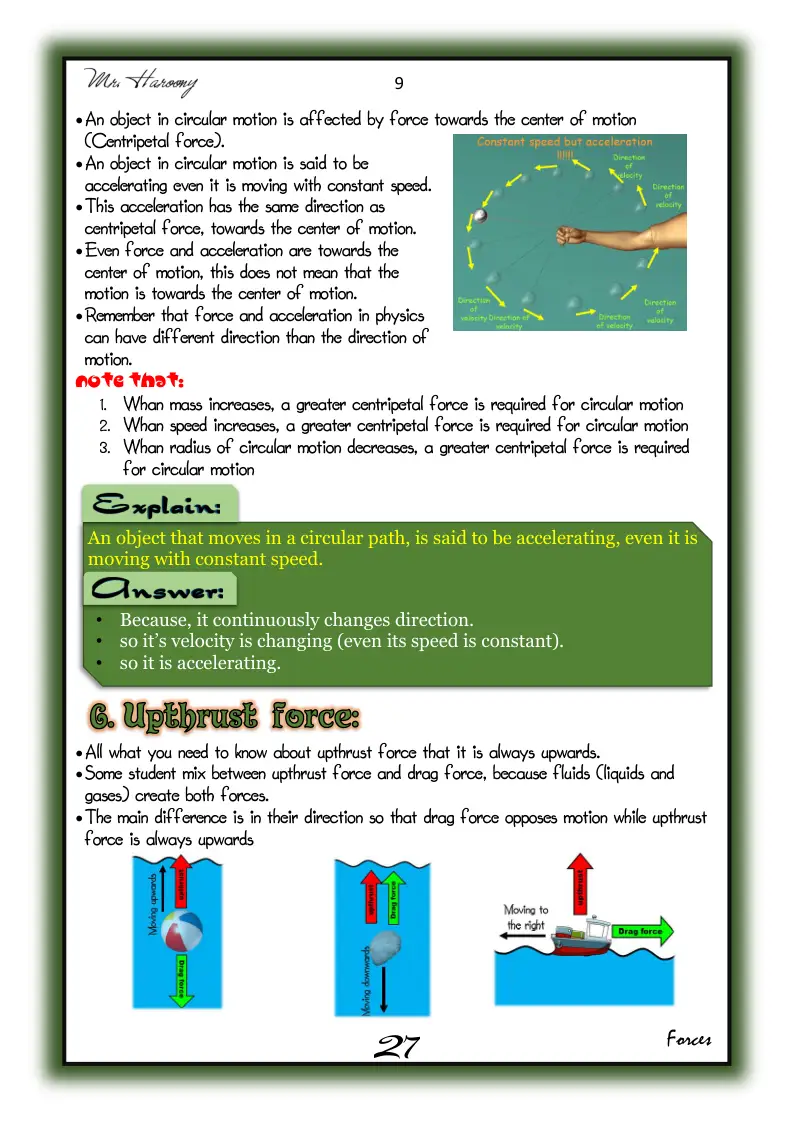 Mr. Haroony
9
•An object in circular motion is affected by force towards the center of motion
(Centripetal force).
•An object in circular motion is said to be
accelerating even it is moving with constant speed.
•This acceleration has the same direction as
centripetal force, towards the center of motion.
•Even force and acceleration are towards the
center of motion, this does not mean that the
motion is towards the center of motion.
•Remember that force and acceleration in physics
can have different direction than the direction of
motion.
Constant speed but acceleration
!!!!!!
Direction
of
velocity
Direction
of
velocity
Direction
of
velocity
Direction of
velocity
Direction
of velocity
Direction
of
velocity
note that:
1. Whan mass increases, a greater centripetal force is required for circular motion
2. Whan speed increases, a greater centripetal force is required for circular motion
3. Whan radius of circular motion decreases, a greater centripetal force is required
for circular motion
Explain:
An object that moves in a circular path, is said to be accelerating, even it is
moving with constant speed.
Answer:
• Because, it continuously changes direction.
• so it’s velocity is changing (even its speed is constant).
• so it is accelerating.
6. Upthrust force:
•All what you need to know about upthrust force that it is always upwards.
•Some student mix between upthrust force and drag force, because fluids (liquids and
gases) create both forces.
•The main difference is in their direction so that drag force opposes motion while upthrust
force is always upwards
Moving upwards
upthrust
Drag force
upthrust
Drag force
Moving downwards
upthrust
Moving to
the right
Drag force
27
Forces